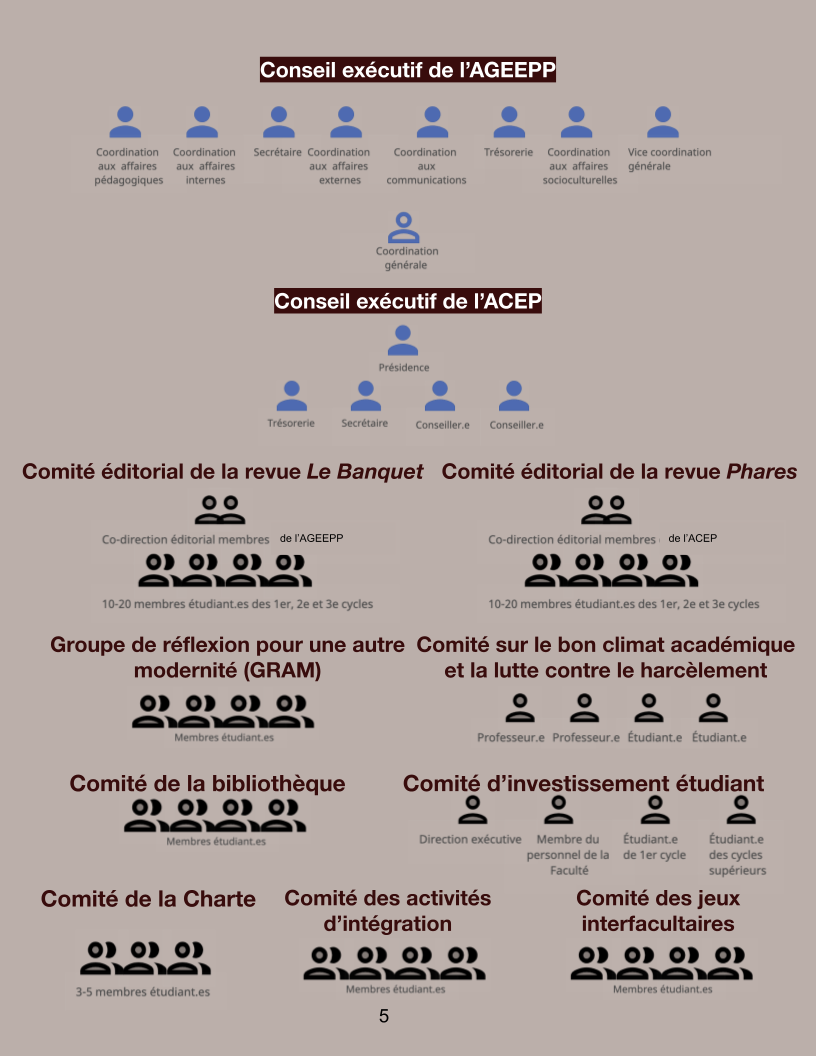 Conseil exécutif de l'AGEEPP
Coordination aux affaires pédagogiques
Coordination aux affaires internes
Secrétaire
Coordination aux affaires externes
Coordination aux communications
Trésorerie
Coordination aux affaires socioculturelles
Vice coordination générale
Coordination générale
Conseil exécutif de l'ACEP
Présidence
Trésorerie
Secrétaire
Conseiller.e
Conseiller.e
Comité éditorial de la revue Le Banquet
Co-direction éditorial membres de l'AGEEPP
10-20 membres étudiant.es des 1er, 2e et 3e cycles
Comité éditorial de la revue Phares
Co-direction éditorial membres de l'ACEP
10-20 membres étudiant.es des 1er, 2e et 3e cycles
Groupe de réflexion pour une autre
modernité (GRAM)
Membres étudiant.es
Comité sur le bon climat académique
et la lutte contre le harcèlement
Professeur.e
Professeur.e
Étudiant.e
Étudiant.e
Comité de la bibliothèque
Membres étudiant.es
Comité d'investissement étudiant
Direction exécutive
Membre du
personnel de la
Faculté
Étudiant.e
de 1er cycle
Étudiant.e
des cycles
supérieurs
Comité de la Charte
3-5 membres étudiant.es
Comité des activités
d'intégration
Membres étudiant.es
Comité des jeux
interfacultaires
Membres étudiant.es
5